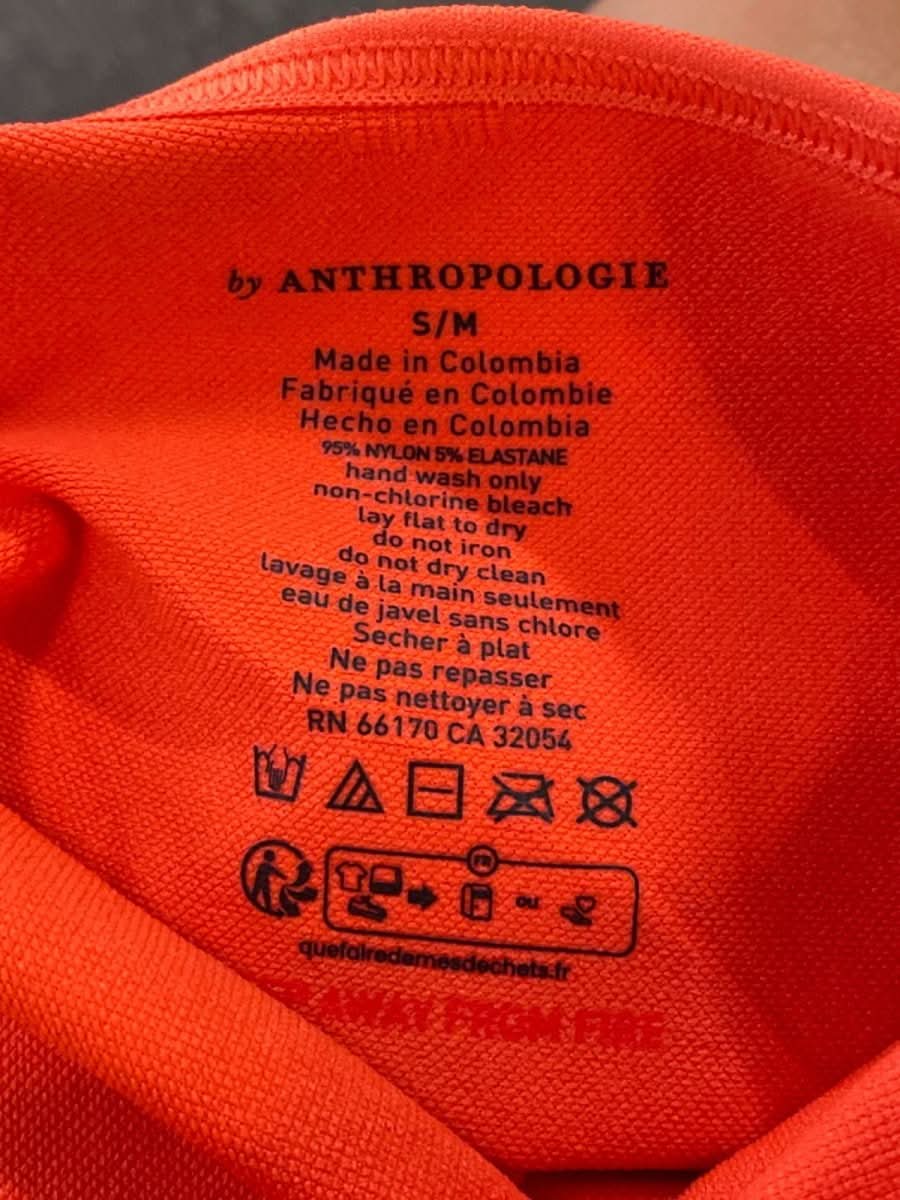 by ANTHROPOLOGIE
S/M
Made in Colombia
Fabriqué en Colombie
Hecho en Colombia
95% NYLON 5% ELASTANE
hand wash only
non-chlorine bleach
lay flat to dry
do not iron
do not dry clean
lavage à la main seulement
eau de javel sans chlore
Secher à plat
Ne pas repasser
Ne pas nettoyer à sec
RN 66170 CA 32054
FR
ou
quefairedemesdechets.fr
AWAY FROM FIRE